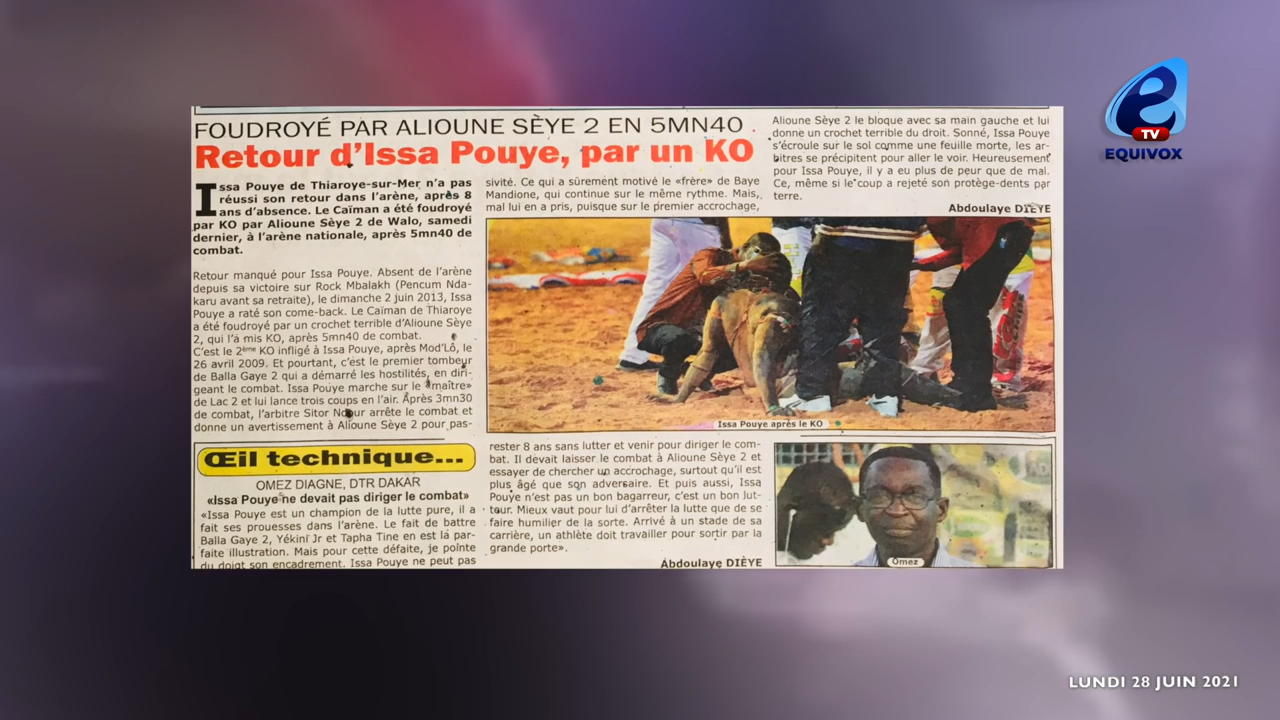 FOUDROYÉ PAR ALIOUNE SÈYE 2 EN 5MN40
Retour d'Issa Pouye, par un KO
Issa Pouye de Thiaroye-sur-Mer n'a pas
réussi son retour dans l'arène, après 8
ans d'absence. Le Caïman a été foudroyé
par KO par Alioune Sèye 2 de Walo, samedi
dernier, à l'arène nationale, après 5mn40 de
combat.
Retour manqué pour Issa Pouye. Absent de l'arène
depuis sa victoire sur Rock Mbalakh (Pencum Nda-
karu avant sa retraite), le dimanche 2 juin 2013, Issa
Pouye a raté son come-back. Le Caïman de Thiaroye
a été foudroyé par un crochet terrible d'Alioune Sèye
2, qui l'a mis KO, après 5mn40 de combat.
C'est le 2ème KO infligé à Issa Pouye, après Mod'Lô, le
26 avril 2009. Et pourtant, c'est le premier tombeur
de Balla Gaye 2 qui a démarré les hostilités, en diri-
geant le combat. Issa Pouye marche sur le «maître»
de Lac 2 et lui lance trois coups en l'air. Après 3mn30
de combat, l'arbitre Sitor Ndour arrête le combat et
donne un avertissement à Alioune Sèye 2 pour pas-
sivité. Ce qui a sûrement motivé le «frère» de Baye
Mandione, qui continue sur le même rythme. Mais,
mal lui en a pris, puisque sur le premier accrochage,
Alioune Sèye 2 le bloque avec sa main gauche et lui
donne un crochet terrible du droit. Sonné, Issa Pouye
s'écroule sur le sol comme une feuille morte, les ar-
bitres se précipitent pour aller le voir. Heureusement
pour Issa Pouye, il y a eu plus de peur que de mal.
Ce, même si le coup a rejeté son protège-dents par
terre.
Abdoulaye DIÈYE
Issa Pouye après le KO
Œil technique...
OMEZ DIAGNE, DTR DAKAR
«Issa Pouye ne devait pas diriger le combat»
«Issa Pouye est un champion de la lutte pure, il a
fait ses prouesses dans l'arène. Le fait de battre
Balla Gaye 2, Yékini Jr et Tapha Tine en est la par-
faite illustration. Mais pour cette défaite, je pointe
du doigt son encadrement. Issa Pouye ne peut pas
rester 8 ans sans lutter et venir pour diriger le com-
bat. Il devait laisser le combat à Alioune Sèye 2 et
essayer de chercher un accrochage, surtout qu'il est
plus âgé que son adversaire. Et puis aussi, Issa
Pouye n'est pas un bon bagarreur, c'est un bon lut-
teur. Mieux vaut pour lui d'arrêter la lutte que de se
faire humilier de la sorte. Arrivé à un stade de sa
carrière, un athlète doit travailler pour sortir par la
grande porte».
Abdoulaye DIÈYE
Omez
e
TV
EQUIVOX
LUNDI 28 JUIN 2021